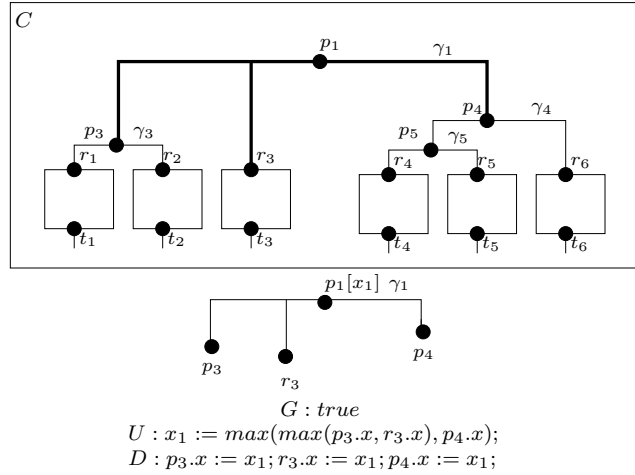 C
p₁ γ₁
p₄ γ₄
p₃ γ₃ p₅ γ₅
r₁ r₂ r₃ r₄ r₅ r₆
t₁ t₂ t₃ t₄ t₅ t₆
p₁[x₁] γ₁
p₃ r₃ p₄
G : true
U : x₁ := max(max(p₃.x, r₃.x), p₄.x);
D : p₃.x := x₁; r₃.x := x₁; p₄.x := x₁;